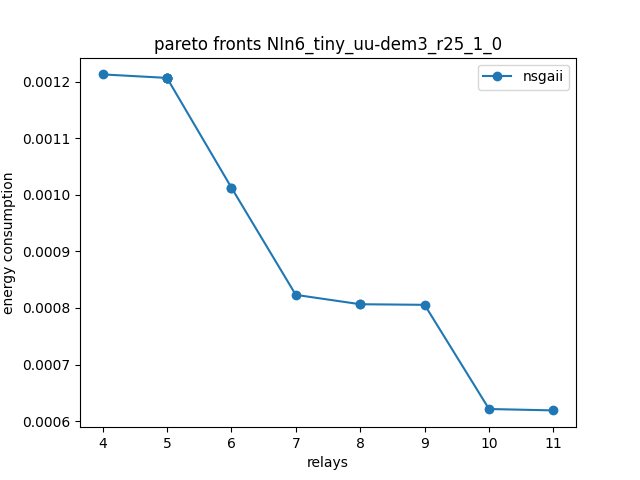 pareto fronts NIn6_tiny_uu-dem3_r25_1_0
nsgaii
0.0012
0.0011
0.0010
0.0009
0.0008
0.0007
0.0006
energy consumption
4 5 6 7 8 9 10 11
relays